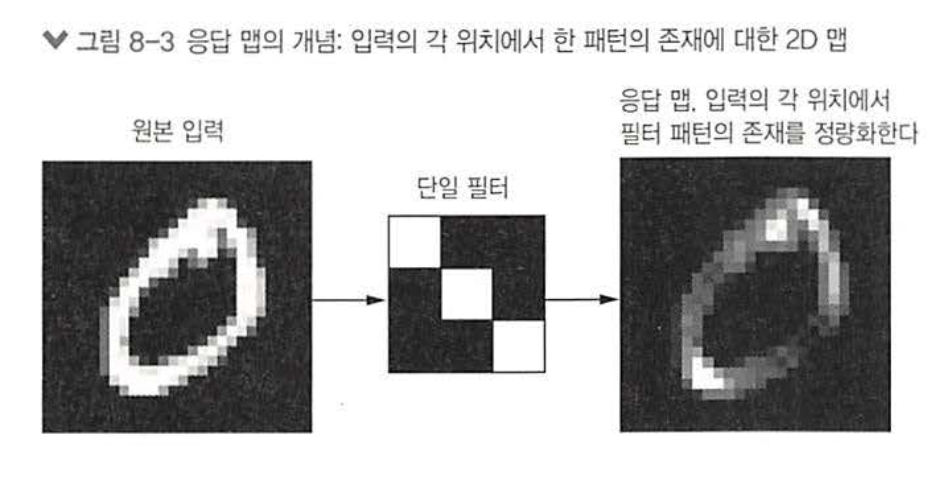 그림 8-3 응답 맵의 개념: 입력의 각 위치에서 한 패턴의 존재에 대한 2D 맵
원본 입력
단일 필터
응답 맵, 입력의 각 위치에서
필터 패턴의 존재를 정량화한다